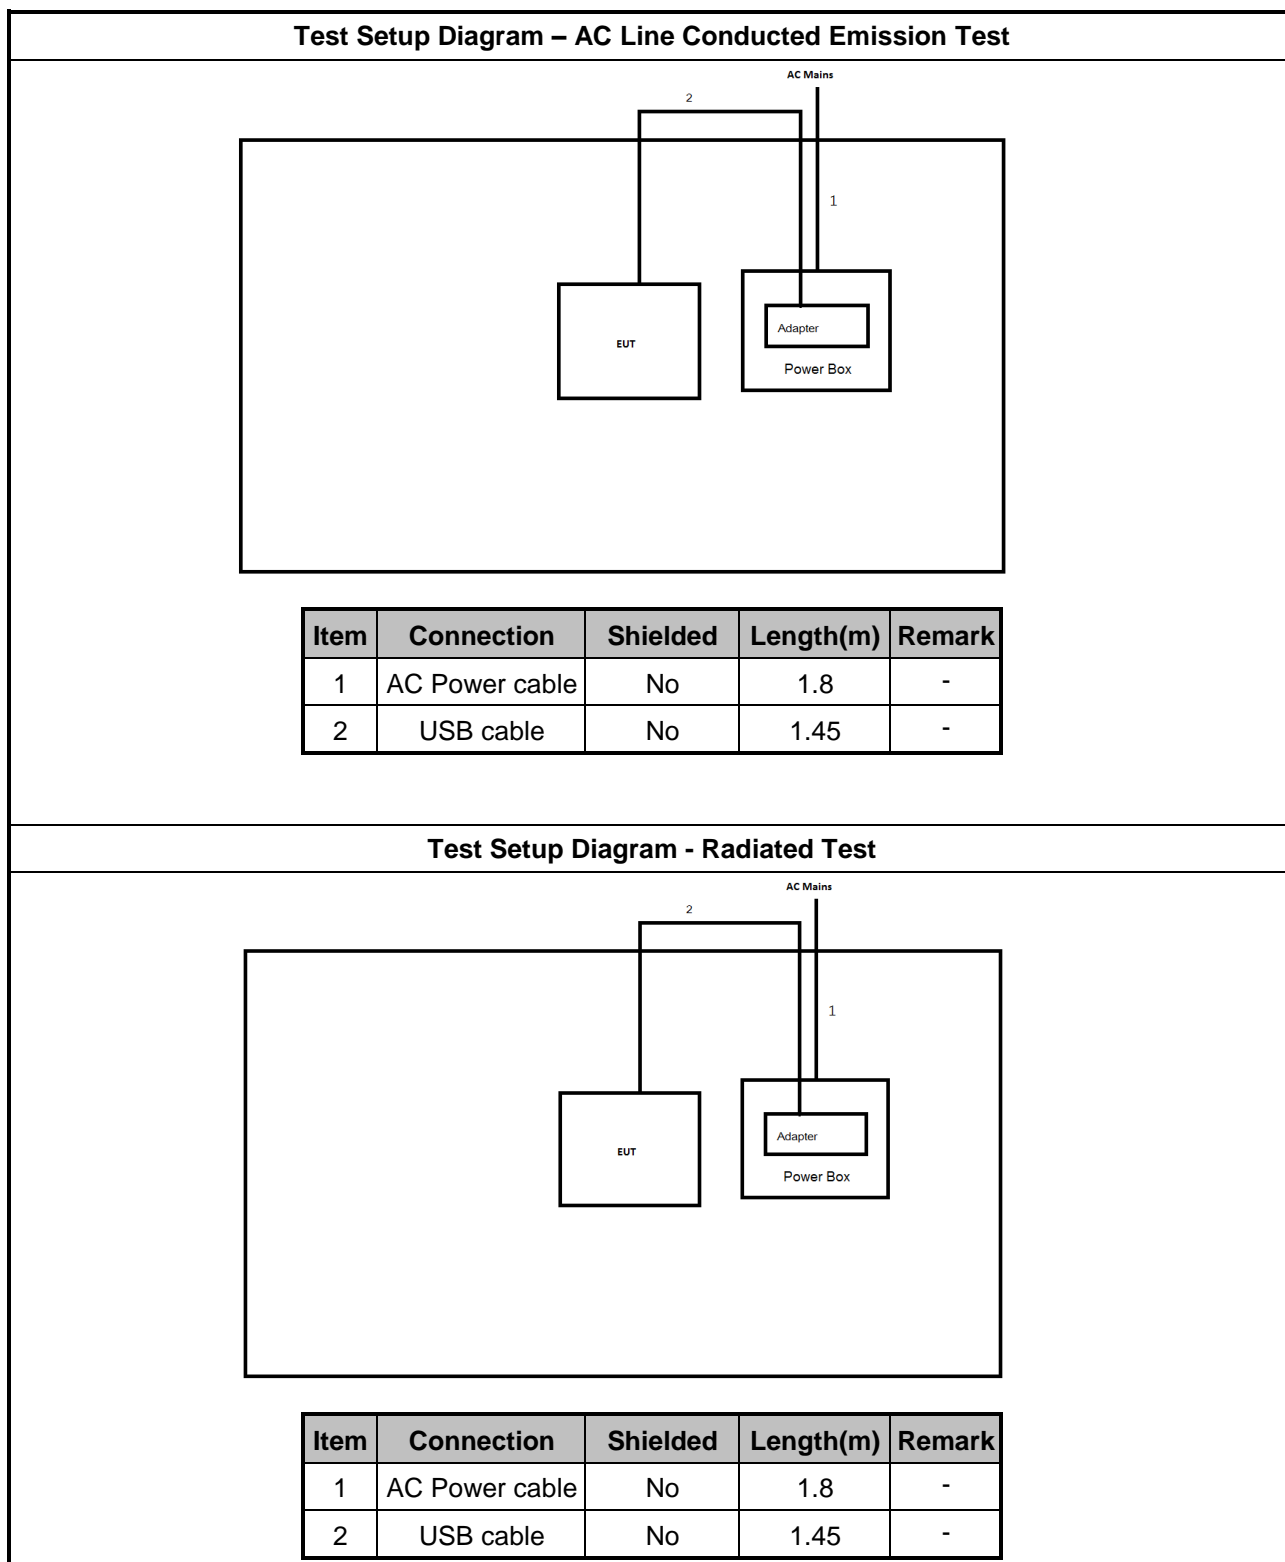 Test Setup Diagram – AC Line Conducted Emission Test
AC Mains
2
1
Adapter
EUT
Power Box
Item Connection Shielded Length(m) Remark
1 AC Power cable No 1.8 -
2 USB cable No 1.45 -
Test Setup Diagram - Radiated Test
AC Mains
2
1
Adapter
EUT
Power Box
Item Connection Shielded Length(m) Remark
1 AC Power cable No 1.8 -
2 USB cable No 1.45 -